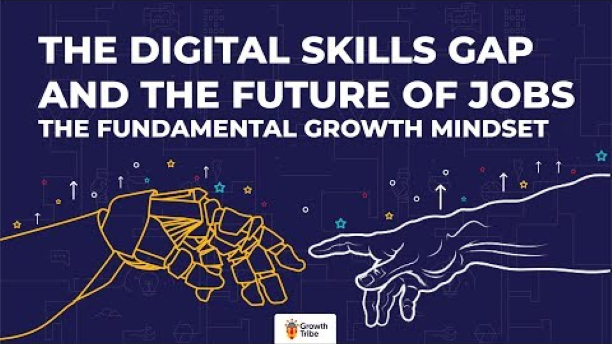 THE DIGITAL SKILLS GAP
AND THE FUTURE OF JOBS
THE FUNDAMENTAL GROWTH MINDSET
Growth
Tribe